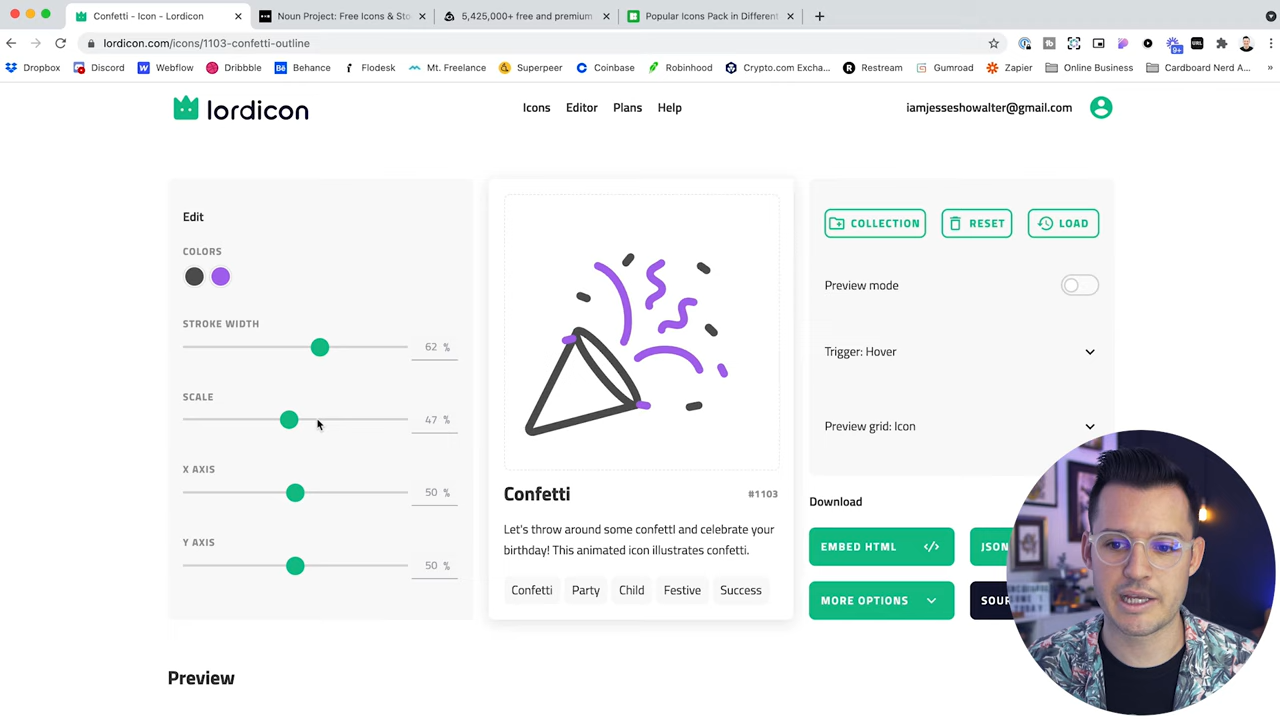 Confetti - Icon - Lordicon
Noun Project: Free Icons & Sto
5,425,000+ free and premium
Popular Icons Pack in Different
lordicon.com/icons/1103-confetti-outline
Dropbox
Discord
Webflow
Dribbble
Behance
Flodesk
Mt. Freelance
Superpeer
Coinbase
Robinhood
Crypto.com Excha...
Restream
Gumroad
Zapier
Online Business
Cardboard Nerd A...
lordicon
Icons
Editor
Plans
Help
iamjesseshowalter@gmail.com
Edit
COLORS
STROKE WIDTH
62 %
SCALE
47 %
X AXIS
50 %
Y AXIS
50 %
Confetti
#1103
Let's throw around some confettI and celebrate your
birthday! This animated icon illustrates confetti.
Confetti
Party
Child
Festive
Success
COLLECTION
RESET
LOAD
Preview mode
Trigger: Hover
Preview grid: Icon
Download
EMBED HTML
JSON
MORE OPTIONS
SOUR
Preview